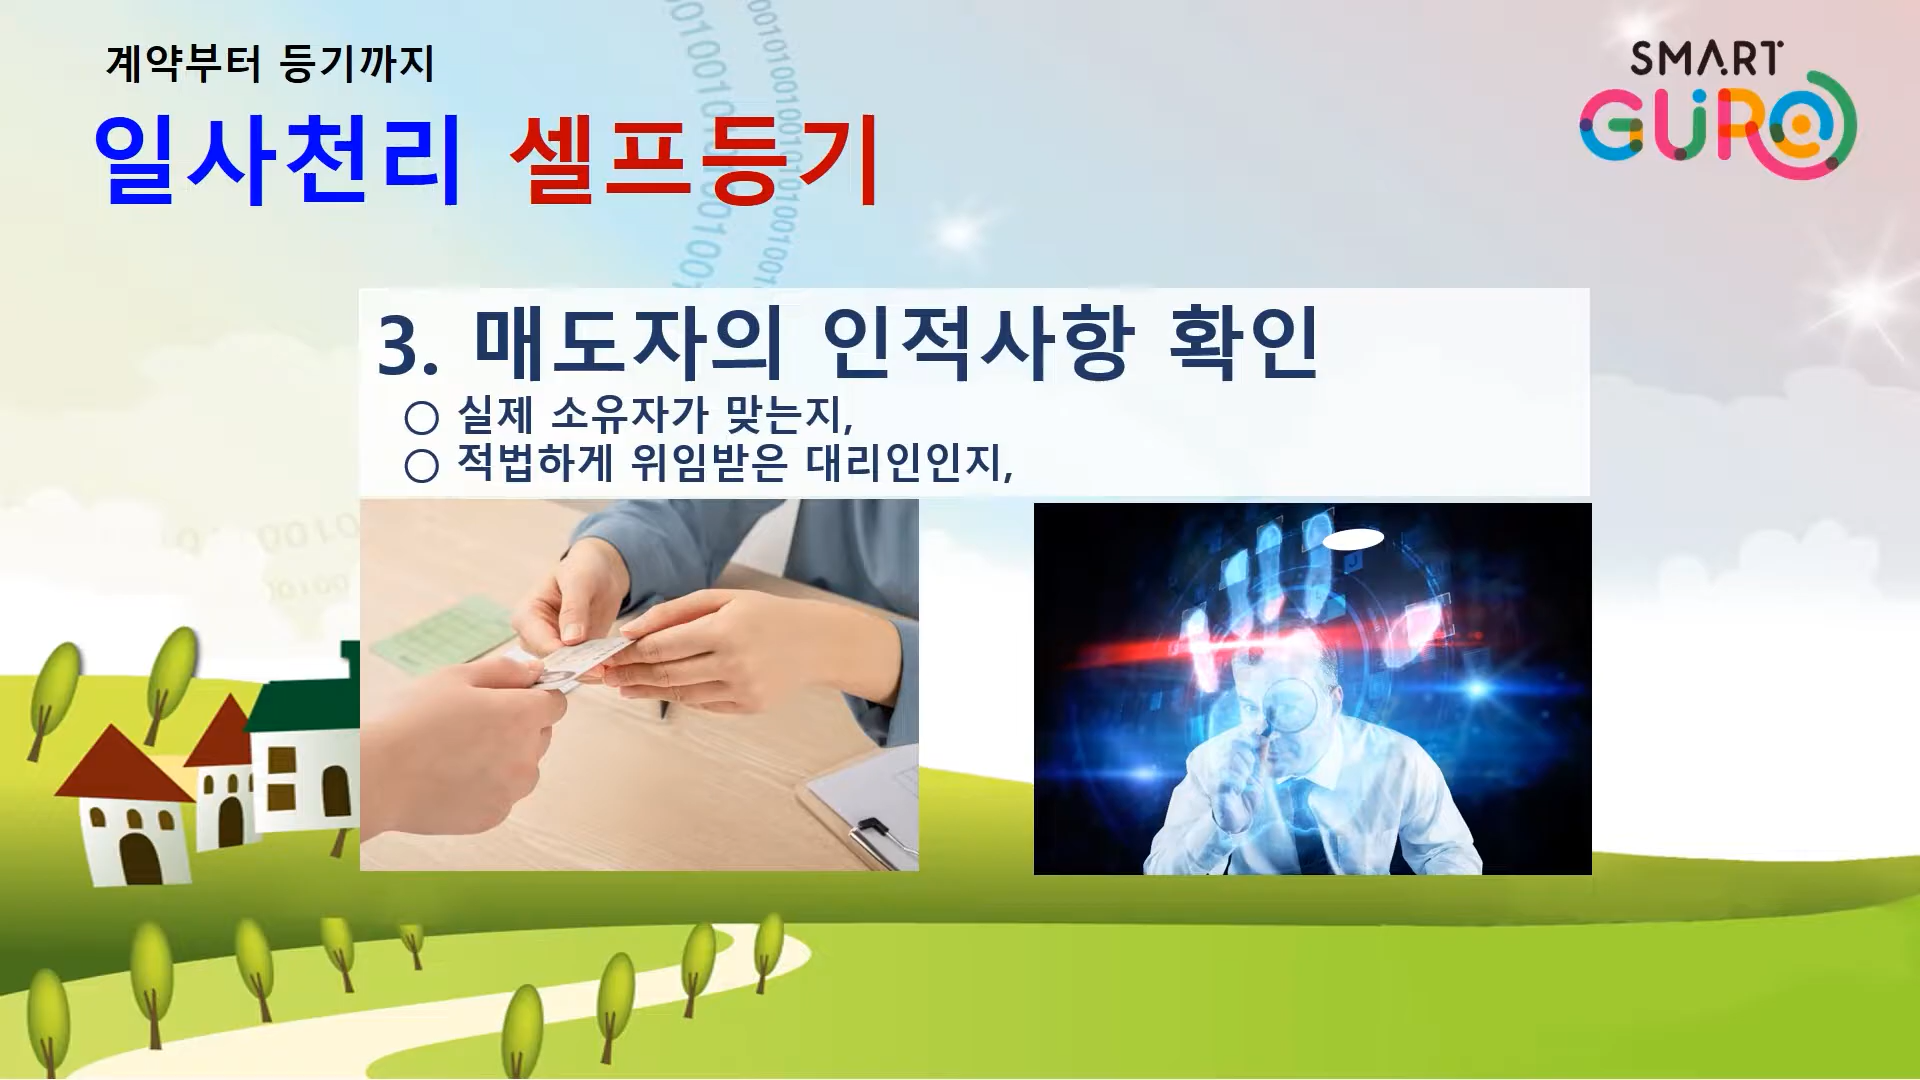 계약부터 등기까지
일사천리 셀프등기
SMART
GURO
3. 매도자의 인적사항 확인
○ 실제 소유자가 맞는지,
○ 적법하게 위임받은 대리인인지,